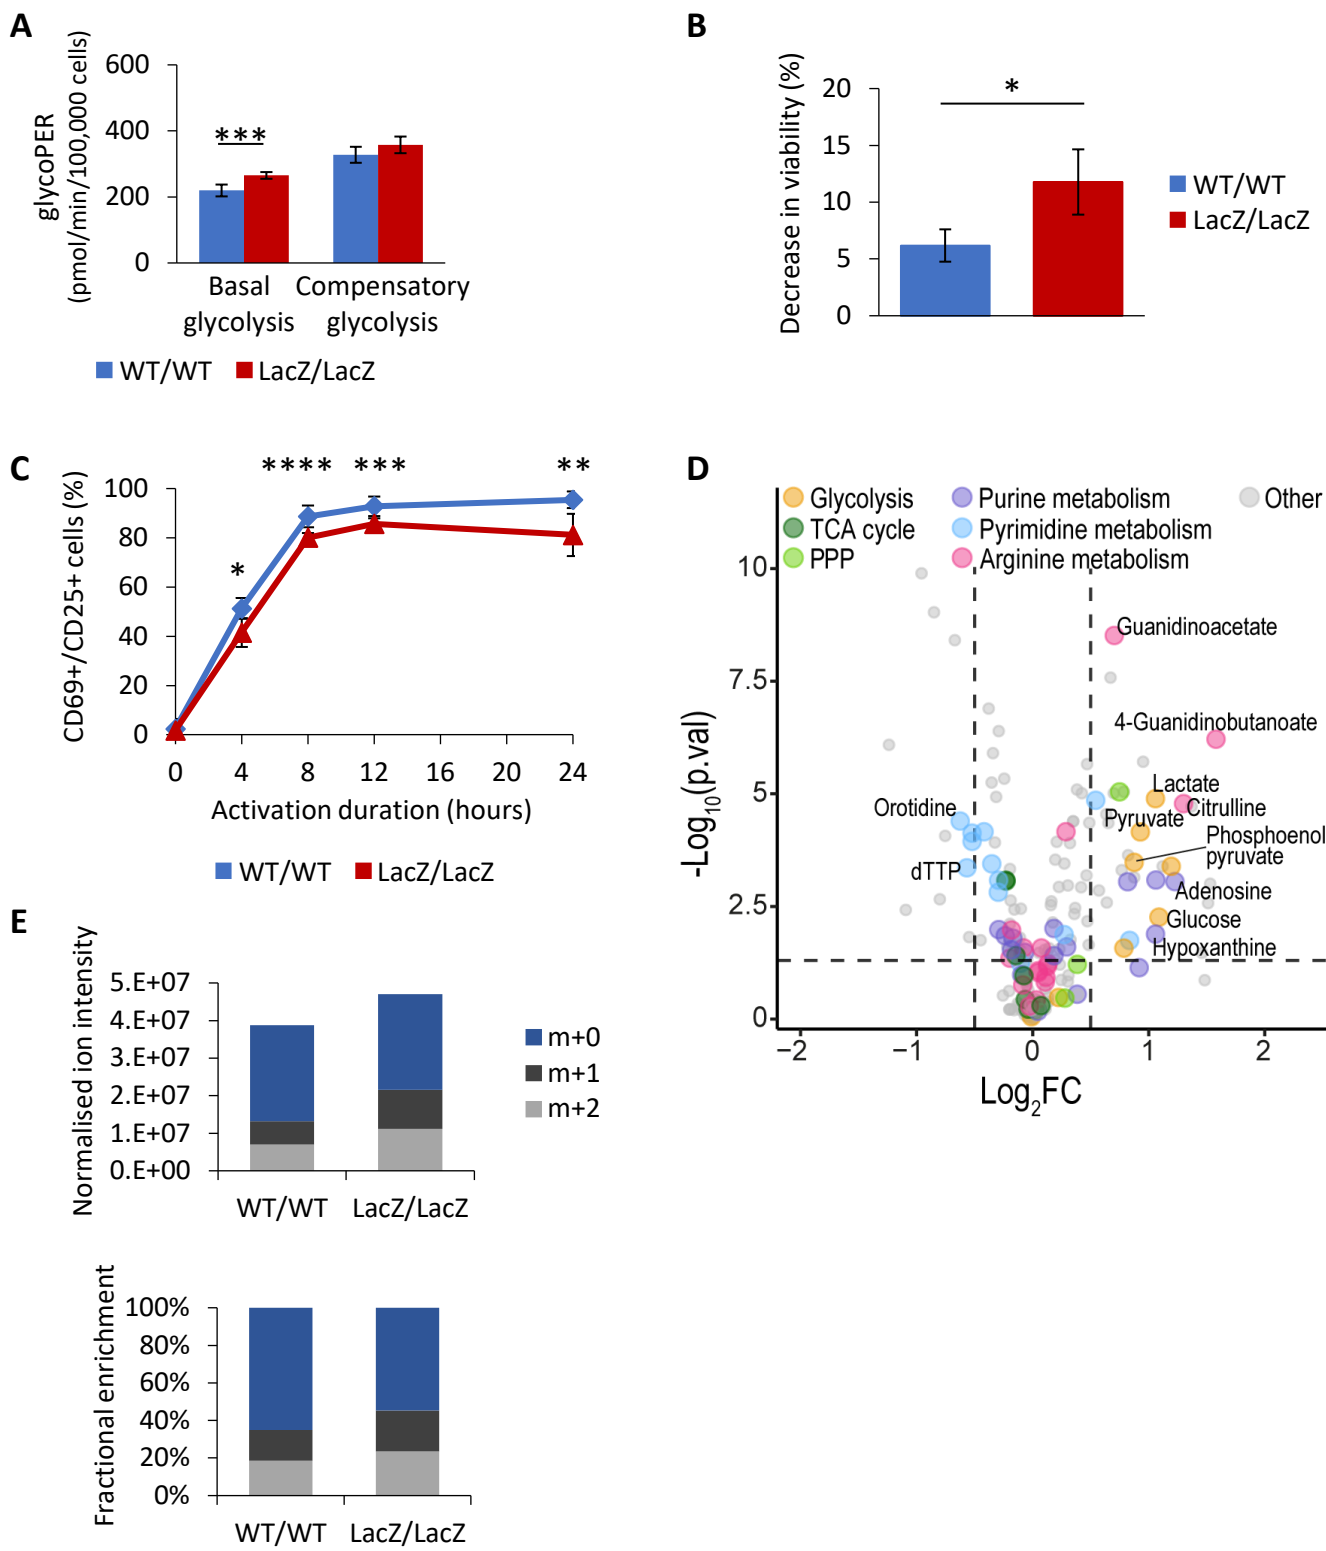 A
glycoPER
(pmol/min/100,000 cells)
600
400
200
0
***
Basal
glycolysis
Compensatory
glycolysis
WT/WT
LacZ/LacZ
B
Decrease in viability (%)
20
15
10
5
0
*
WT/WT
LacZ/LacZ
C
CD69+/CD25+ cells (%)
100
80
60
40
20
0
*
****
***
**
0
4
8
12
16
20
24
Activation duration (hours)
WT/WT
LacZ/LacZ
D
Glycolysis
TCA cycle
PPP
Purine metabolism
Pyrimidine metabolism
Arginine metabolism
Other
-Log10(p.val)
10
7.5
5
2.5
0
Guanidinoacetate
4-Guanidinobutanoate
Lactate
Citrulline
Pyruvate
Phosphoenol
pyruvate
Orotidine
dTTP
Adenosine
Glucose
Hypoxanthine
−2
−1
0
1
2
Log2FC
E
Normalised ion intensity
5.E+07
4.E+07
3.E+07
2.E+07
1.E+07
0.E+00
WT/WT
LacZ/LacZ
m+0
m+1
m+2
Fractional enrichment
100%
80%
60%
40%
20%
0%
WT/WT
LacZ/LacZ